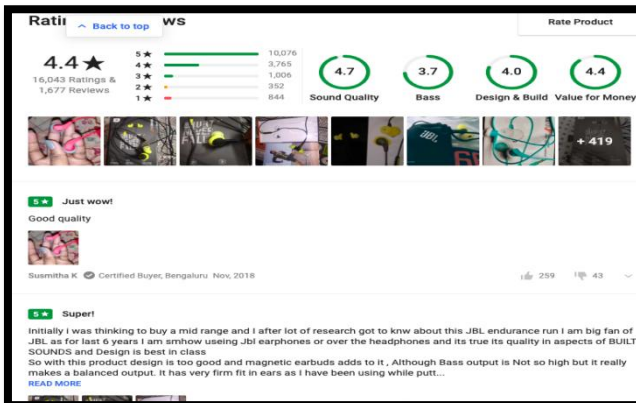 Rati
ws
Back to top
Rate Product
4.4★
16,043 Ratings &
1,677 Reviews
5★ 10,076
4★ 3,765
3★ 1,006
2★ 352
1★ 844
4.7
Sound Quality
3.7
Bass
4.0
Design & Build
4.4
Value for Money
JBL
+ 419
5★ Just wow!
Good quality
Susmitha K Certified Buyer, Bengaluru Nov, 2018
259 43
5★ Super!
Initially i was thinking to buy a mid range and I after lot of research got to knw about this JBL endurance run I am big fan of
JBL as for last 6 years I am smhow useing Jbl earphones or over the headphones and its true Its quality in aspects of BUILT
SOUNDS and Design is best in class
So with this product design is too good and magnetic earbuds adds to it , Although Bass output is Not so high but it really
makes a balanced output. It has very firm fit in ears as I have been using while putt...
READ MORE